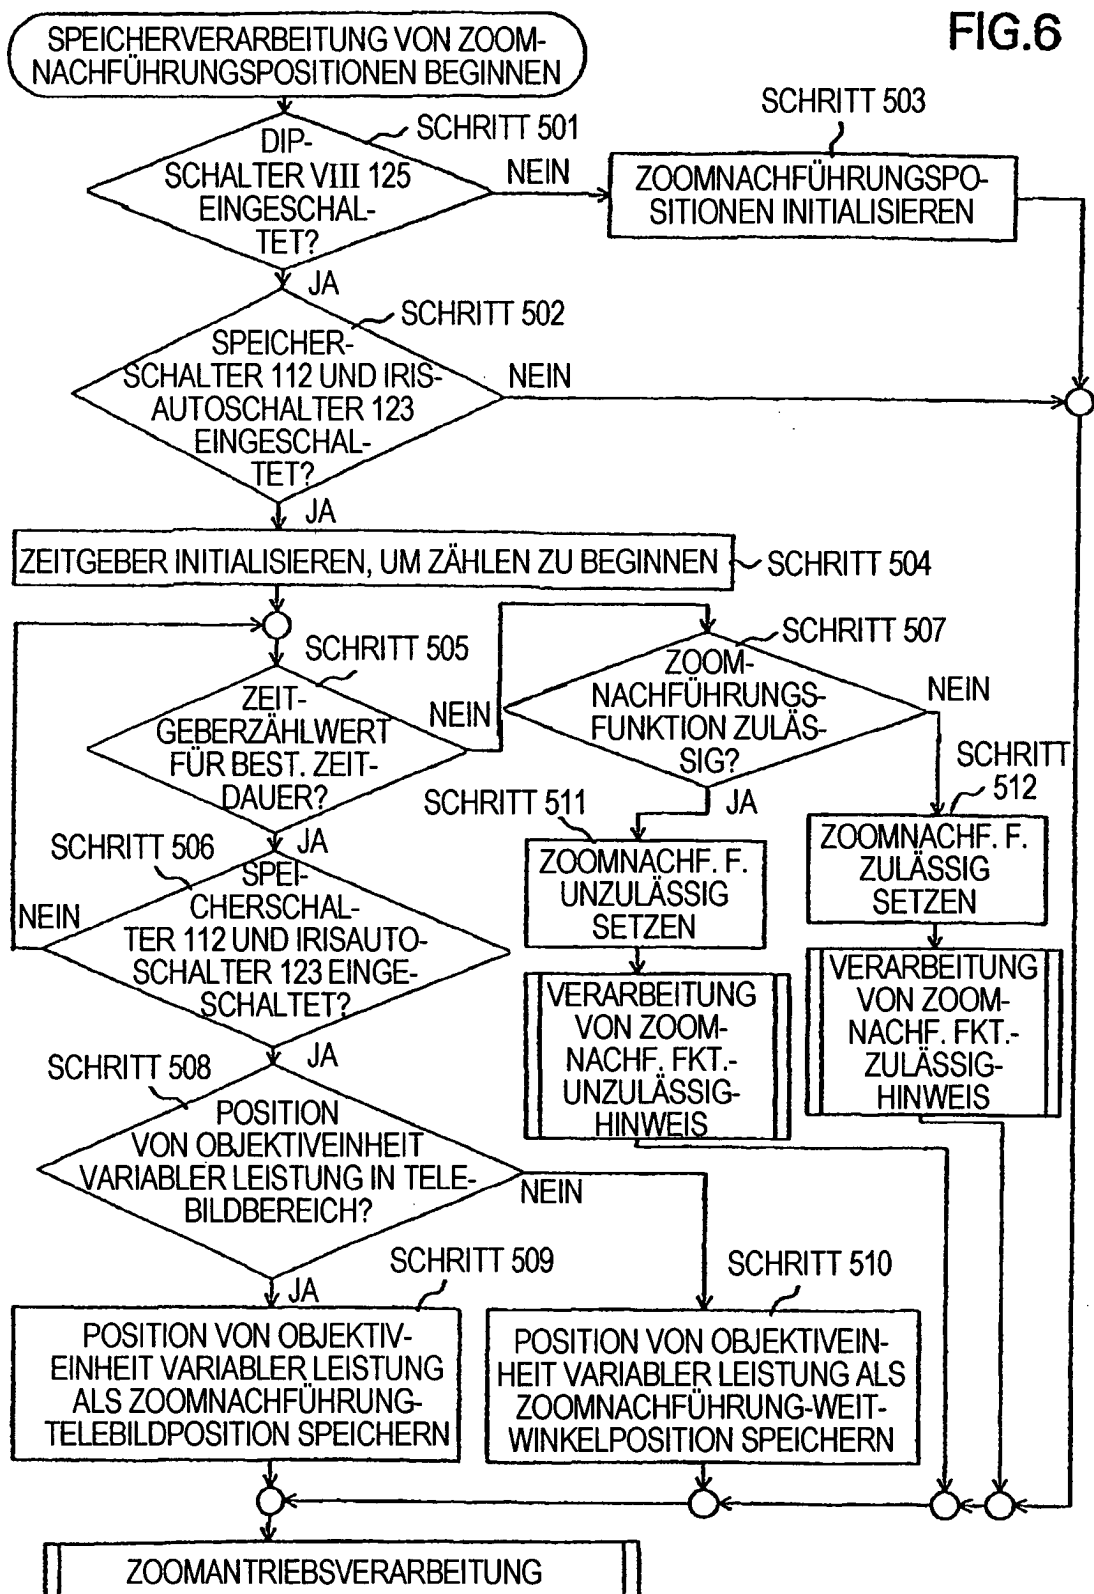 FIG.6
SPEICHERVERARBEITUNG VON ZOOM-
NACHFÜHRUNGSPOSITIONEN BEGINNEN
SCHRITT 501
DIP-
SCHALTER VIII 125
EINGESCHAL-
TET?
NEIN
JA
SCHRITT 503
ZOOMNACHFÜHRUNGSPO-
SITIONEN INITIALISIEREN
SCHRITT 502
SPEICHER-
SCHALTER 112 UND IRIS-
AUTOSCHALTER 123
EINGESCHAL-
TET?
NEIN
JA
ZEITGEBER INITIALISIEREN, UM ZÄHLEN ZU BEGINNEN
SCHRITT 504
SCHRITT 505
ZEIT-
GEBERZÄHLWERT
FÜR BEST. ZEIT-
DAUER?
NEIN
JA
SCHRITT 507
ZOOM-
NACHFÜHRUNGS-
FUNKTION ZULÄS-
SIG?
NEIN
JA
SCHRITT 506
SPEI-
CHERSCHAL-
TER 112 UND IRISAUTO-
SCHALTER 123 EINGE-
SCHALTET?
NEIN
JA
SCHRITT 511
ZOOMNACHF. F.
UNZULÄSSIG
SETZEN
VERARBEITUNG
VON ZOOM-
NACHF. FKT.-
UNZULÄSSIG-
HINWEIS
SCHRITT
512
ZOOMNACHF. F.
ZULÄSSIG
SETZEN
VERARBEITUNG
VON ZOOM-
NACHF. FKT.-
ZULÄSSIG-
HINWEIS
SCHRITT 508
POSITION
VON OBJEKTIVEINHEIT
VARIABLER LEISTUNG IN TELE-
BILDBEREICH?
NEIN
JA
SCHRITT 509
POSITION VON OBJEKTIV-
EINHEIT VARIABLER LEISTUNG
ALS ZOOMNACHFÜHRUNG-
TELEBILDPOSITION SPEICHERN
SCHRITT 510
POSITION VON OBJEKTIVEIN-
HEIT VARIABLER LEISTUNG ALS
ZOOMNACHFÜHRUNG-WEIT-
WINKELPOSITION SPEICHERN
ZOOMANTRIEBSVERARBEITUNG